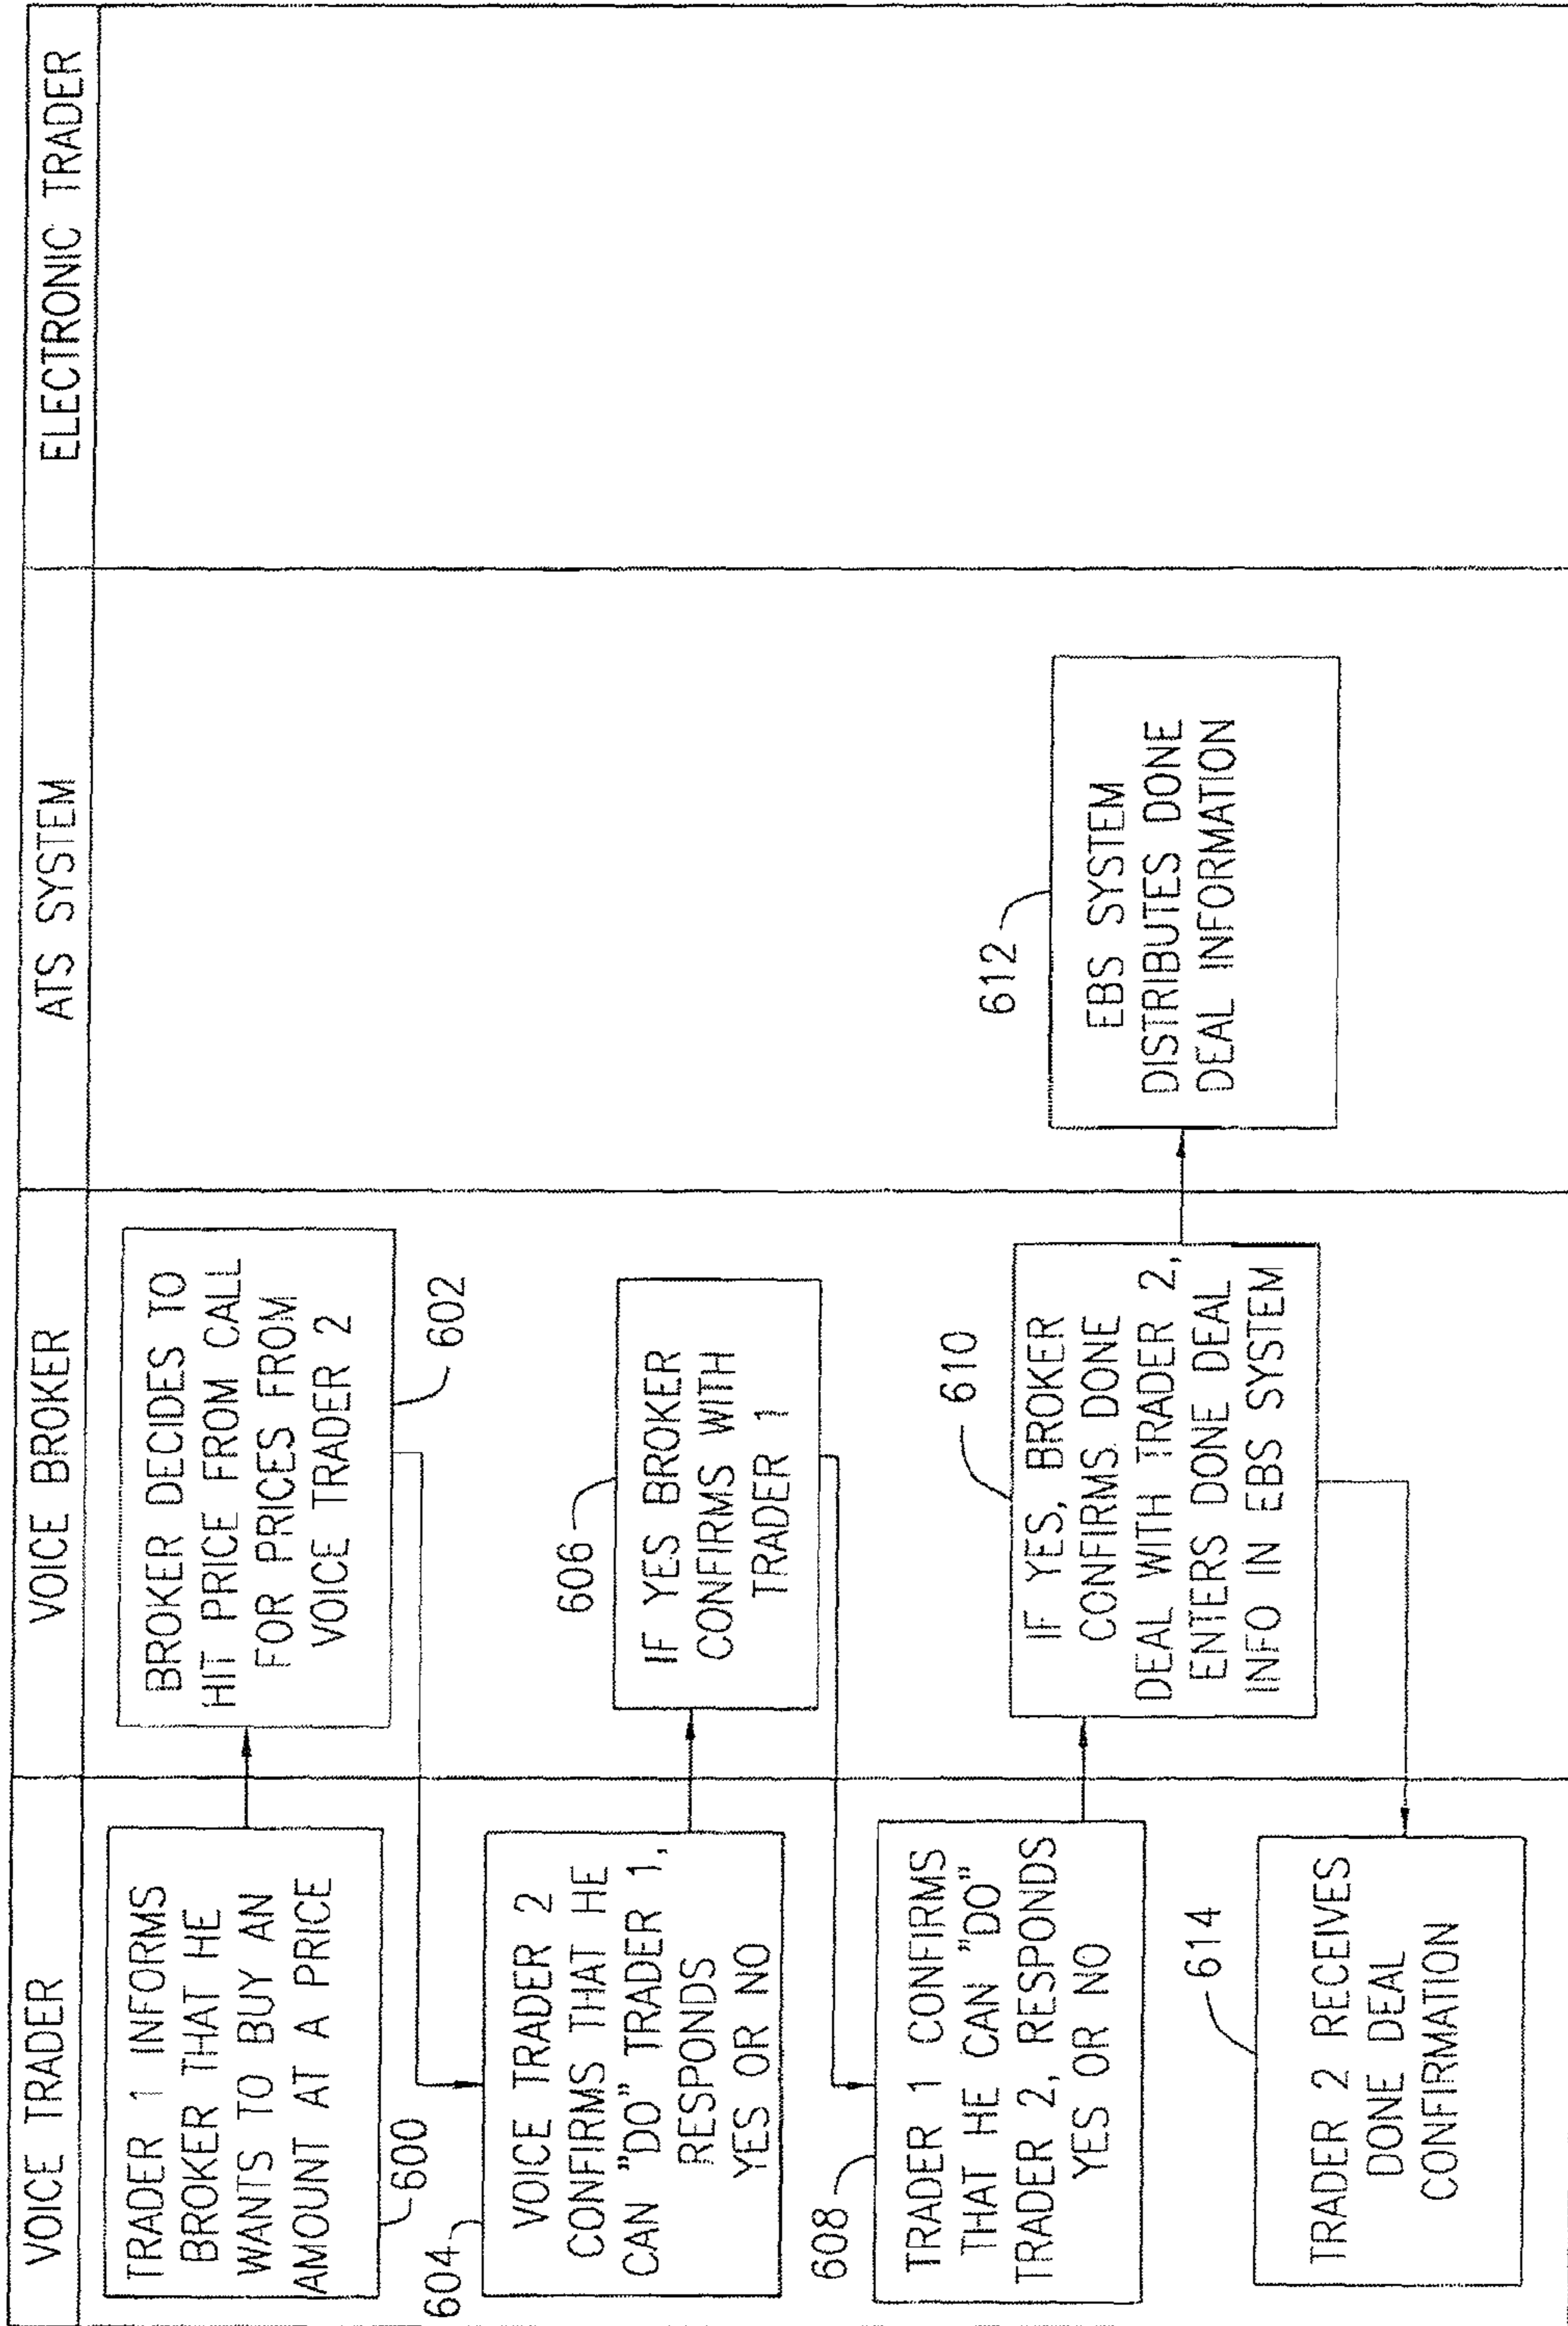 VOICE TRADER
VOICE BROKER
ATS SYSTEM
ELECTRONIC TRADER
TRADER 1 INFORMS
BROKER THAT HE
WANTS TO BUY AN
AMOUNT AT A PRICE
600
BROKER DECIDES TO
HIT PRICE FROM CALL
FOR PRICES FROM
VOICE TRADER 2
602
604
VOICE TRADER 2
CONFIRMS THAT HE
CAN "DO" TRADER 1,
RESPONDS
YES OR NO
606
IF YES BROKER
CONFIRMS WITH
TRADER 1
608
TRADER 1 CONFIRMS
THAT HE CAN "DO"
TRADER 2, RESPONDS
YES OR NO
610
IF YES, BROKER
CONFIRMS DONE
DEAL WITH TRADER 2,
ENTERS DONE DEAL
INFO IN EBS SYSTEM
612
EBS SYSTEM
DISTRIBUTES DONE
DEAL INFORMATION
614
TRADER 2 RECEIVES
DONE DEAL
CONFIRMATION